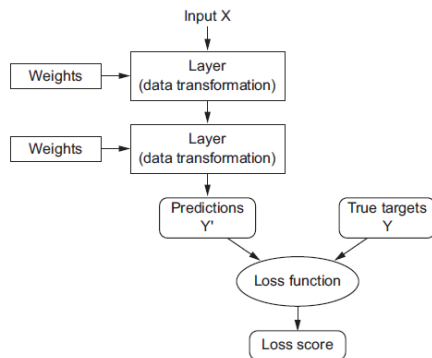 Input X
Weights
Layer
(data transformation)
Weights
Layer
(data transformation)
Predictions
Y'
True targets
Y
Loss function
Loss score